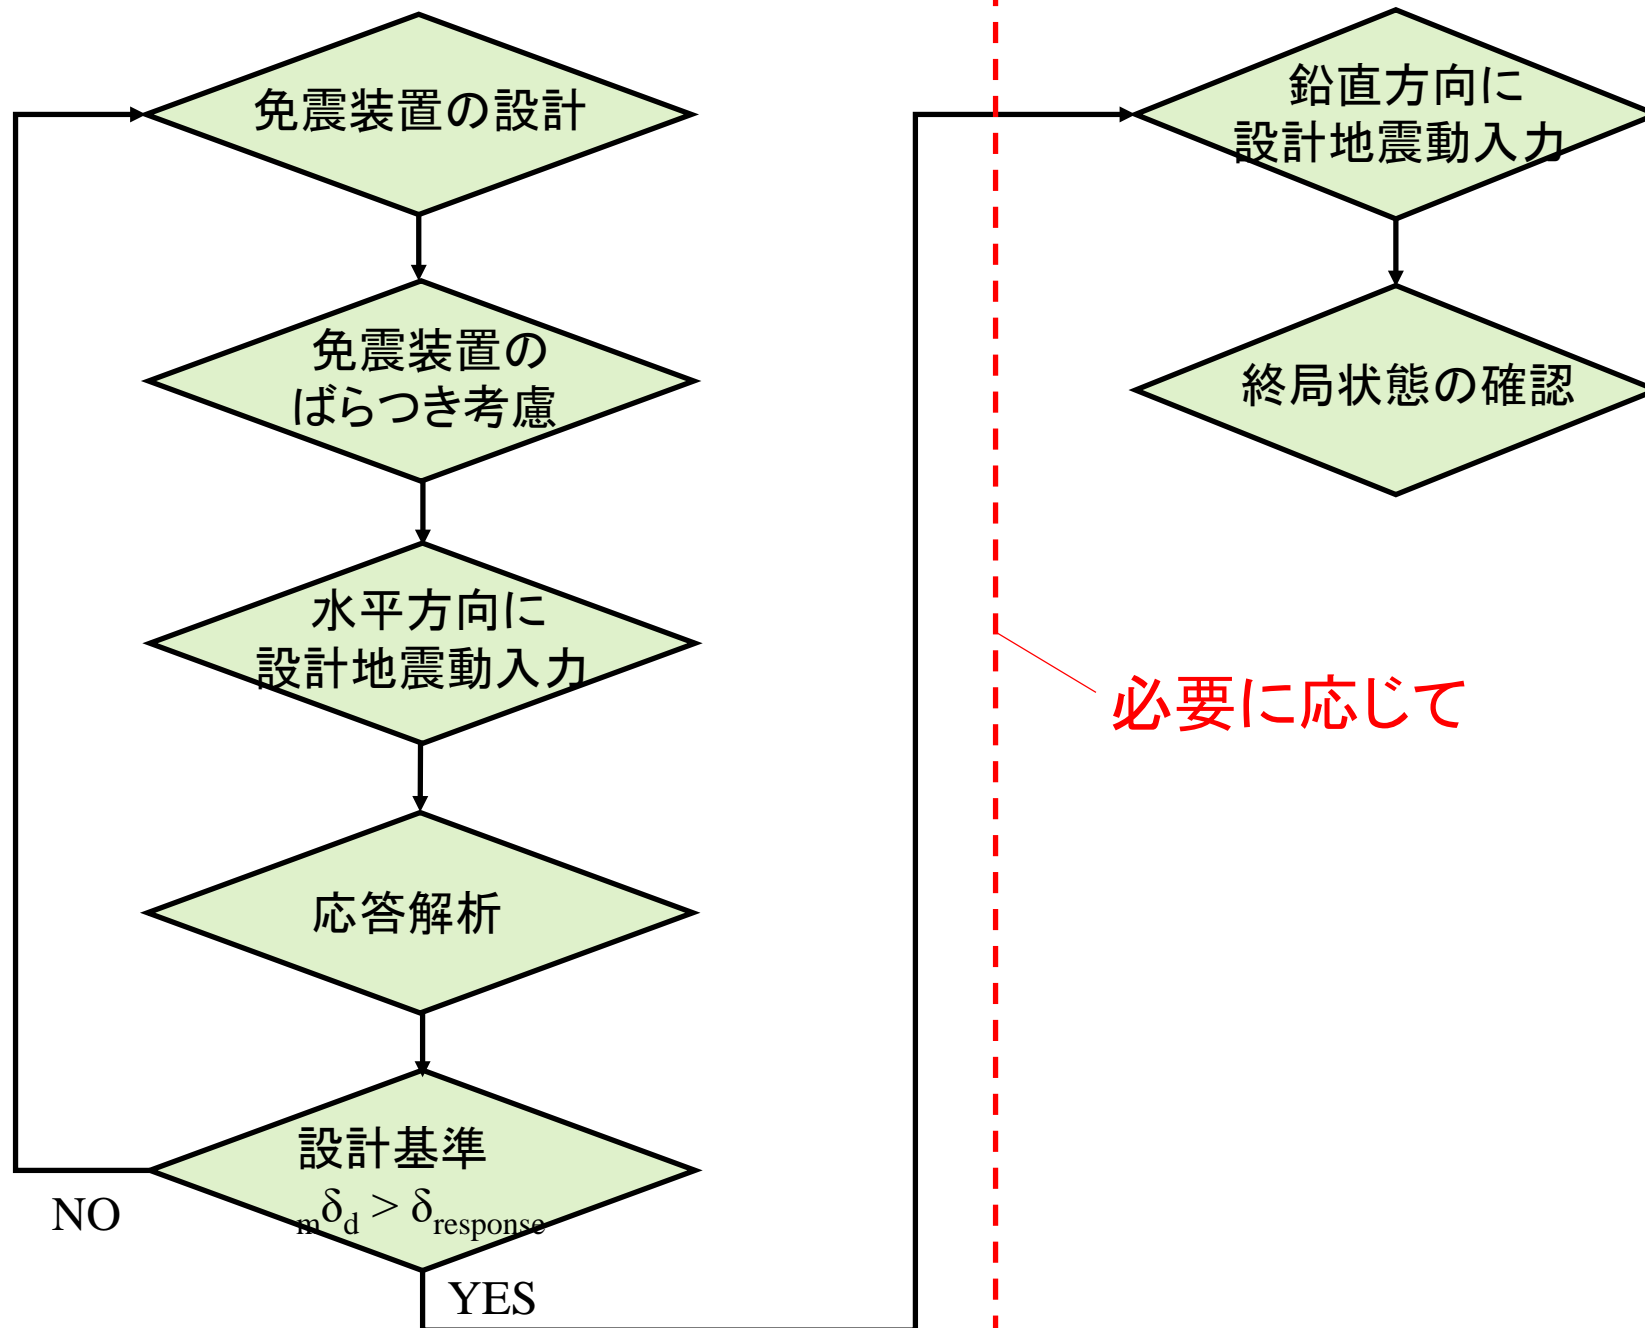 免震装置の設計
免震装置の
ばらつき考慮
水平方向に
設計地震動入力
応答解析
設計基準
mδd > δresponse
NO
YES
鉛直方向に
設計地震動入力
終局状態の確認
必要に応じて